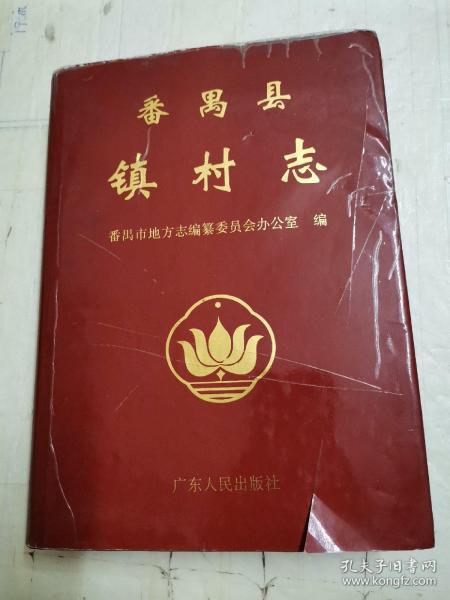 番禺县
镇村志
番禺市地方志编纂委员会办公室 编
广东人民出版社
孔夫子旧书网
www.kongfz.com